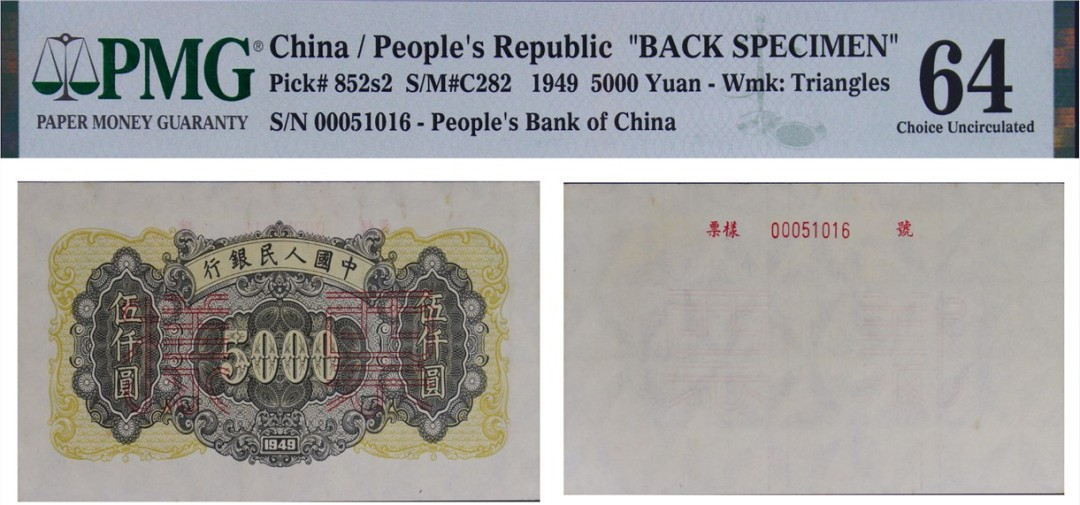 PMG® China / People's Republic "BACK SPECIMEN" 64
Pick# 852s2 S/M#C282 1949 5000 Yuan - Wmk: Triangles
PAPER MONEY GUARANTY S/N 00051016 - People's Bank of China Choice Uncirculated
行銀民人國中
伍仟圓 5000 伍仟圓
1949
票樣 00051016 號